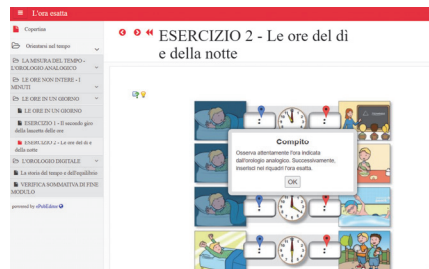 L'ora esatta
Copertina
Orientarsi nel tempo
LA MISURA DEL TEMPO -
L'OROLOGIO ANALOGICO
LE ORE NON INTERE - I
MINUTI
LE ORE IN UN GIORNO
LE ORE IN UN GIORNO
ESERCIZIO 1 - Il secondo giro
della lancetta delle ore
ESERCIZIO 2 - Le ore del dì e
della notte
L'OROLOGIO DIGITALE
La storia del tempo e dell'equilibrio
VERIFICA SOMMATIVA DI FINE
MODULO
powered by ePubEditor
ESERCIZIO 2 - Le ore del dì
e della notte
Compito
Osserva attentamente l'ora indicata
dall'orologio analogico. Successivamente,
inserisci nei riquadri l'ora esatta.
OK